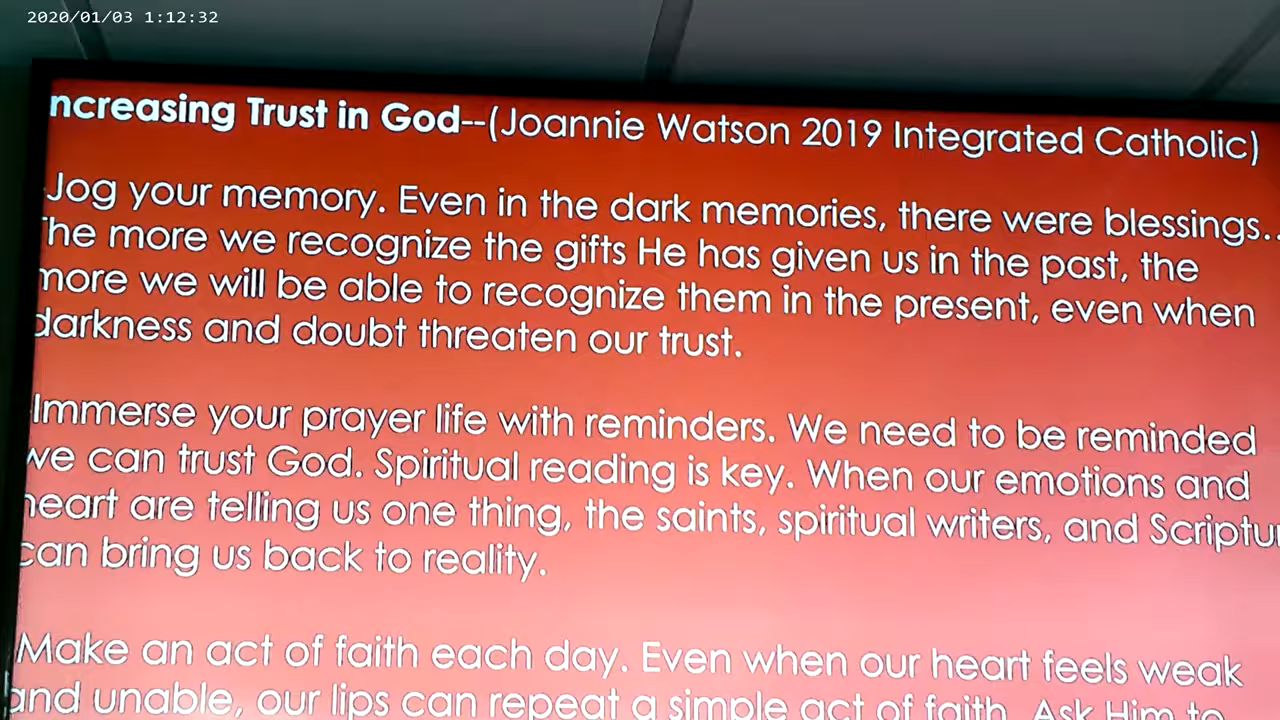 2020/01/03 1:12:32
ncreasing Trust in God--(Joannie Watson 2019 Integrated Catholic)
Jog your memory. Even in the dark memories, there were blessings..
The more we recognize the gifts He has given us in the past, the
more we will be able to recognize them in the present, even when
darkness and doubt threaten our trust.
Immerse your prayer life with reminders. We need to be reminded
we can trust God. Spiritual reading is key. When our emotions and
heart are telling us one thing, the saints, spiritual writers, and Scriptu
can bring us back to reality.
Make an act of faith each day. Even when our heart feels weak
and unable, our lips can repeat a simple act of faith. Ask Him to